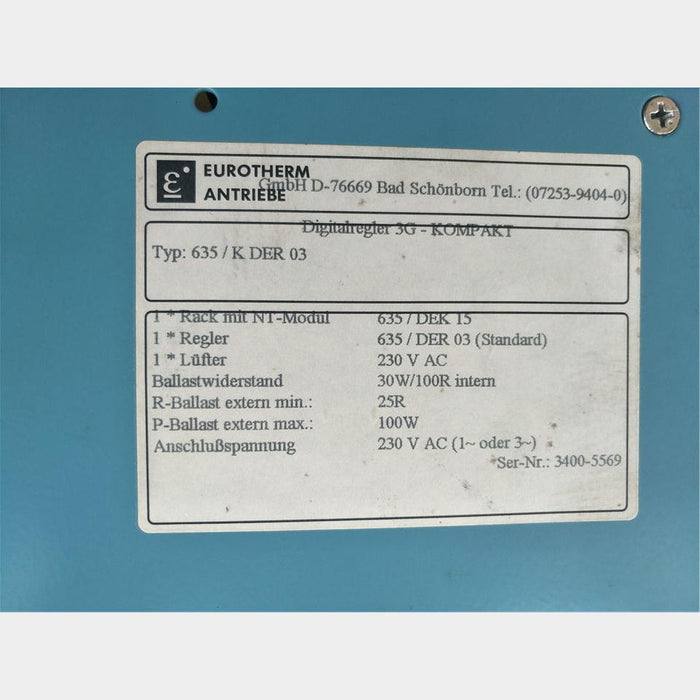 ε EUROTHERM
ANTRIEBE
GmbH D-76669 Bad Schönborn Tel.: (07253-9404-0)
Digitalregler 3G - KOMPAKT
Typ: 635 / K DER 03
1 * Rack mit NT-Modul 635 / DEK 15
1 * Regler 635 / DER 03 (Standard)
1 * Lüfter 230 V AC
Ballastwiderstand 30W/100R intern
R-Ballast extern min.: 25R
P-Ballast extern max.: 100W
Anschlußspannung 230 V AC (1~ oder 3~)
Ser-Nr.: 3400-5569